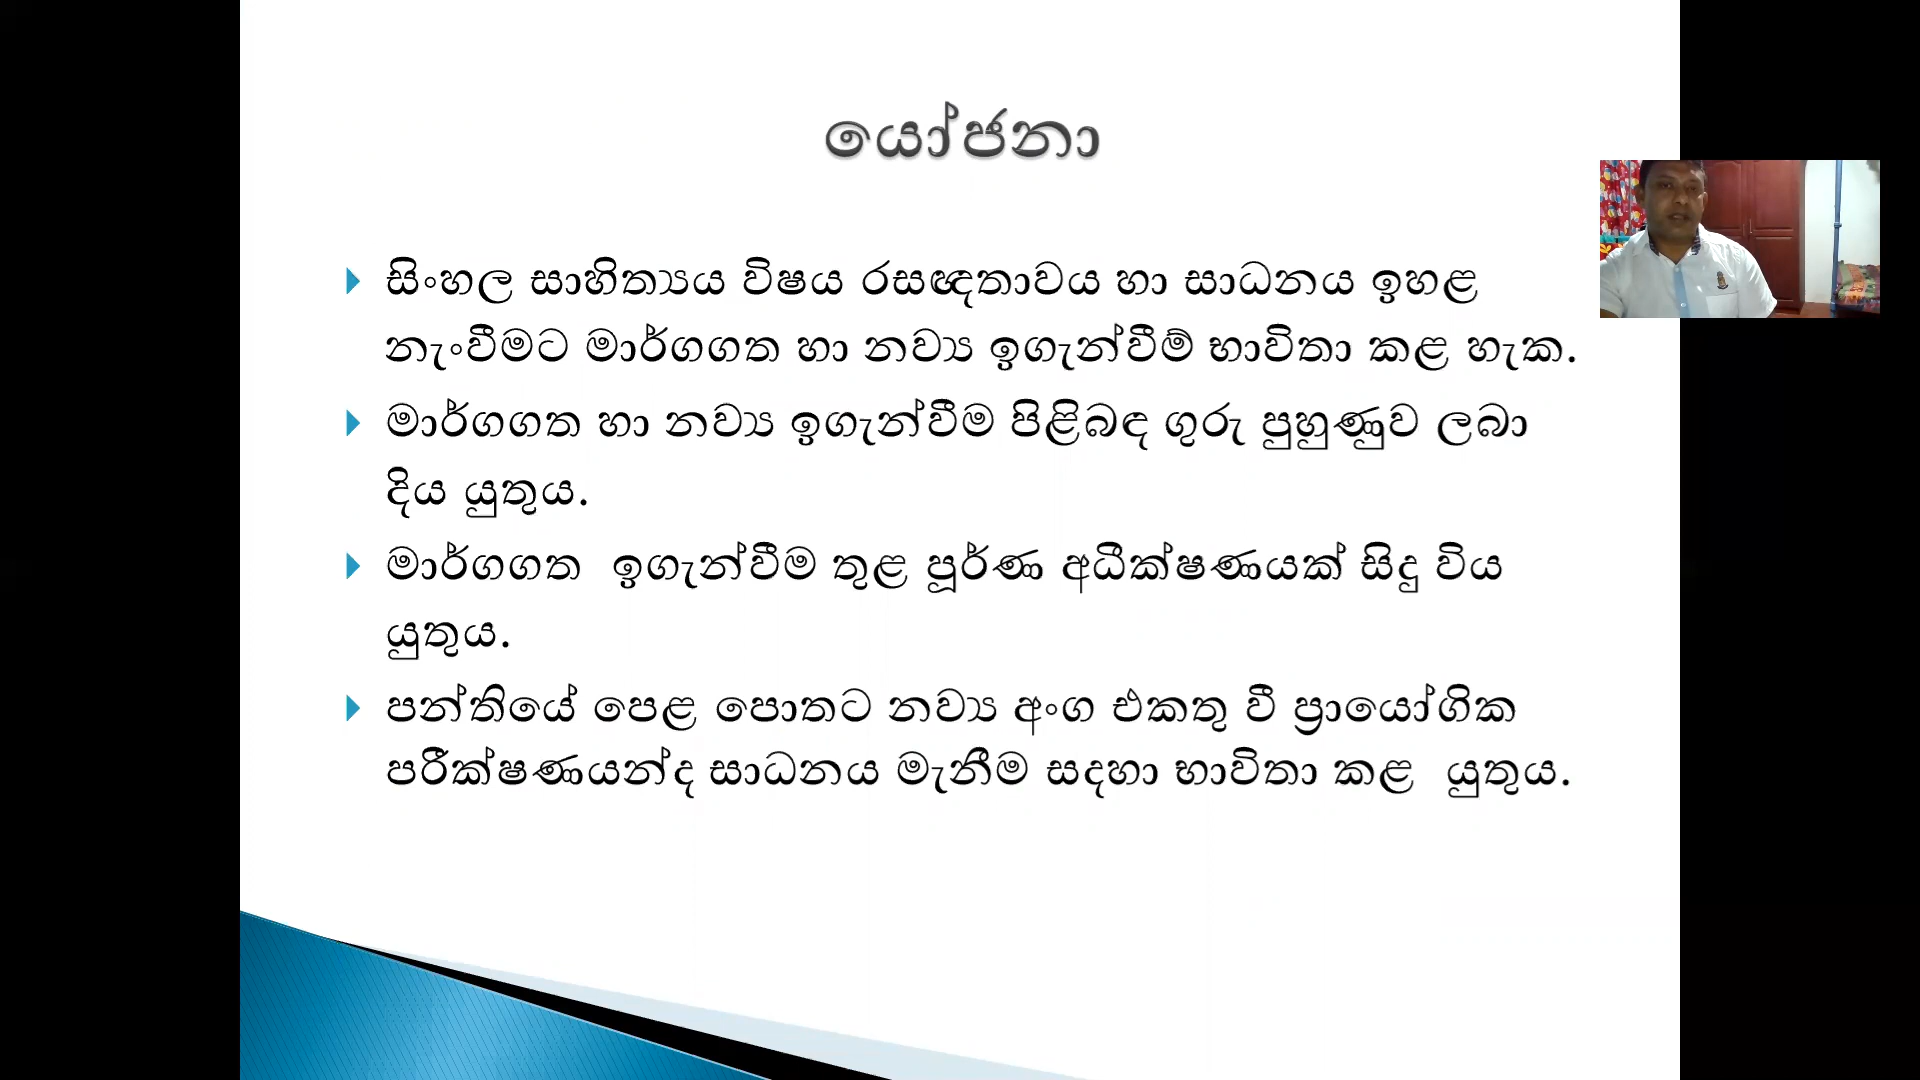 යෝජනා
සිංහල සාහිත්‍යය විෂය රසඥතාවය හා සාධනය ඉහළ
නැංවීමට මාර්ගගත හා නව්‍ය ඉගැන්වීම් භාවිතා කළ හැක.
මාර්ගගත හා නව්‍ය ඉගැන්වීම පිළිබඳ ගුරු පුහුණුව ලබා
දිය යුතුය.
මාර්ගගත  ඉගැන්වීම තුළ පූර්ණ අධීක්ෂණයක් සිදු විය
යුතුය.
පන්තියේ පෙළ පොතට නව්‍ය අංග එකතු වී ප්‍රායෝගික
පරීක්ෂණයන්ද සාධනය මැනීම සදහා භාවිතා කළ  යුතුය.